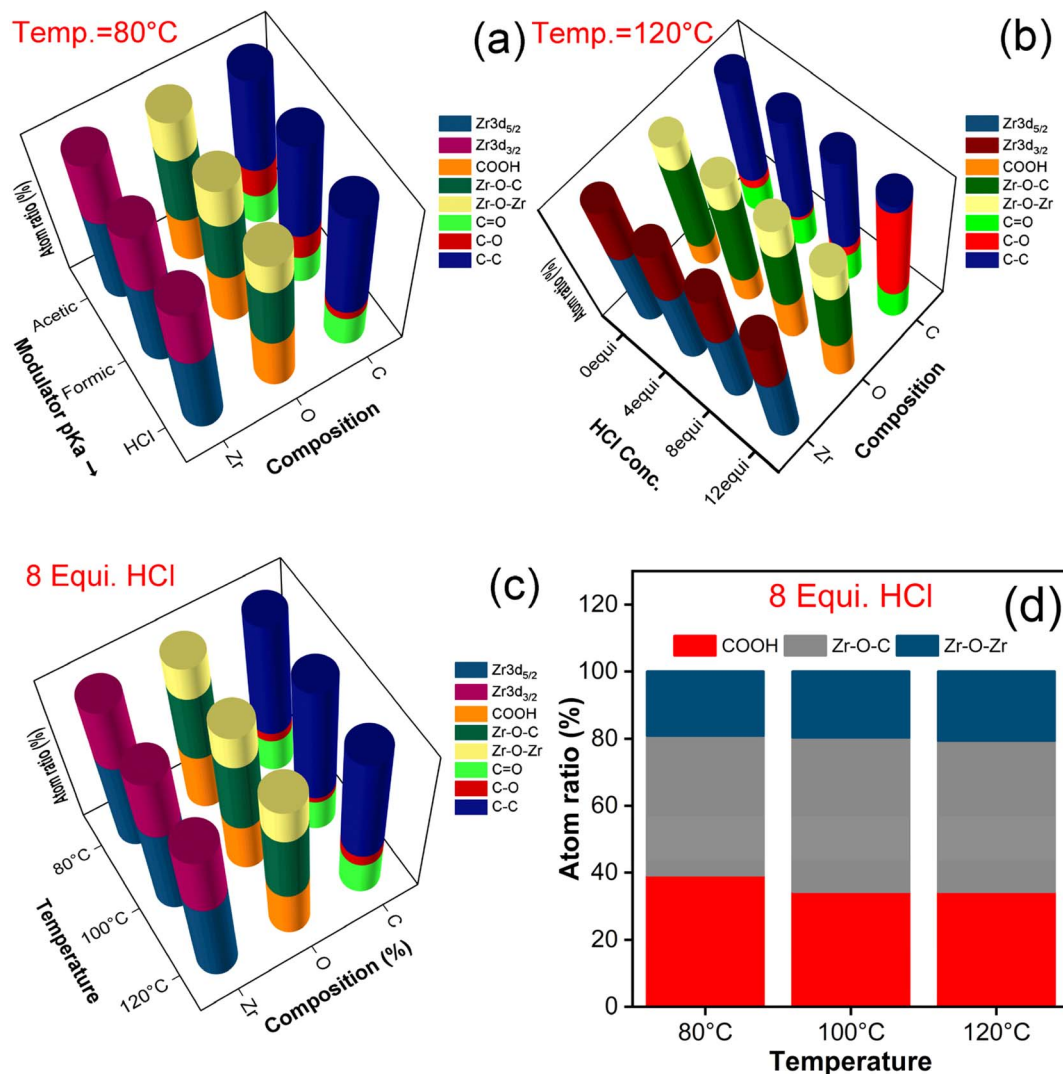 Temp.=80°C
(a)
Zr3d5/2
Zr3d3/2
COOH
Zr-O-C
Zr-O-Zr
C=O
C-O
C-C
Atom ratio (%)
Acetic
Formic
HCl
Modulator pKa →
Zr
O
C
Composition
Temp.=120°C
(b)
Zr3d5/2
Zr3d3/2
COOH
Zr-O-C
Zr-O-Zr
C=O
C-O
C-C
Atom ratio (%)
0equi
4equi
8equi
12equi
HCl Conc.
Zr
O
C
Composition
8 Equi. HCl
(c)
Zr3d5/2
Zr3d3/2
COOH
Zr-O-C
Zr-O-Zr
C=O
C-O
C-C
Atom ratio (%)
80°C
100°C
120°C
Temperature
Zr
O
C
Composition (%)
8 Equi. HCl
(d)
COOH Zr-O-C Zr-O-Zr
120
100
80
60
40
20
0
Atom ratio (%)
80°C 100°C 120°C
Temperature